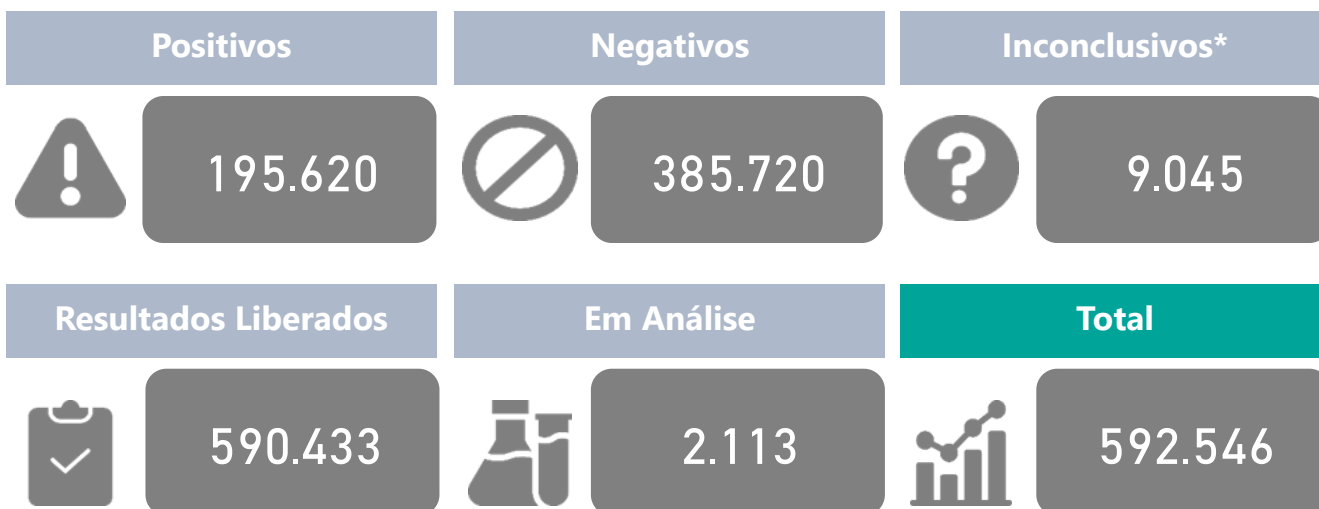 Positivos
Negativos
Inconclusivos*
195.620
385.720
9.045
Resultados Liberados
Em Análise
Total
590.433
2.113
592.546